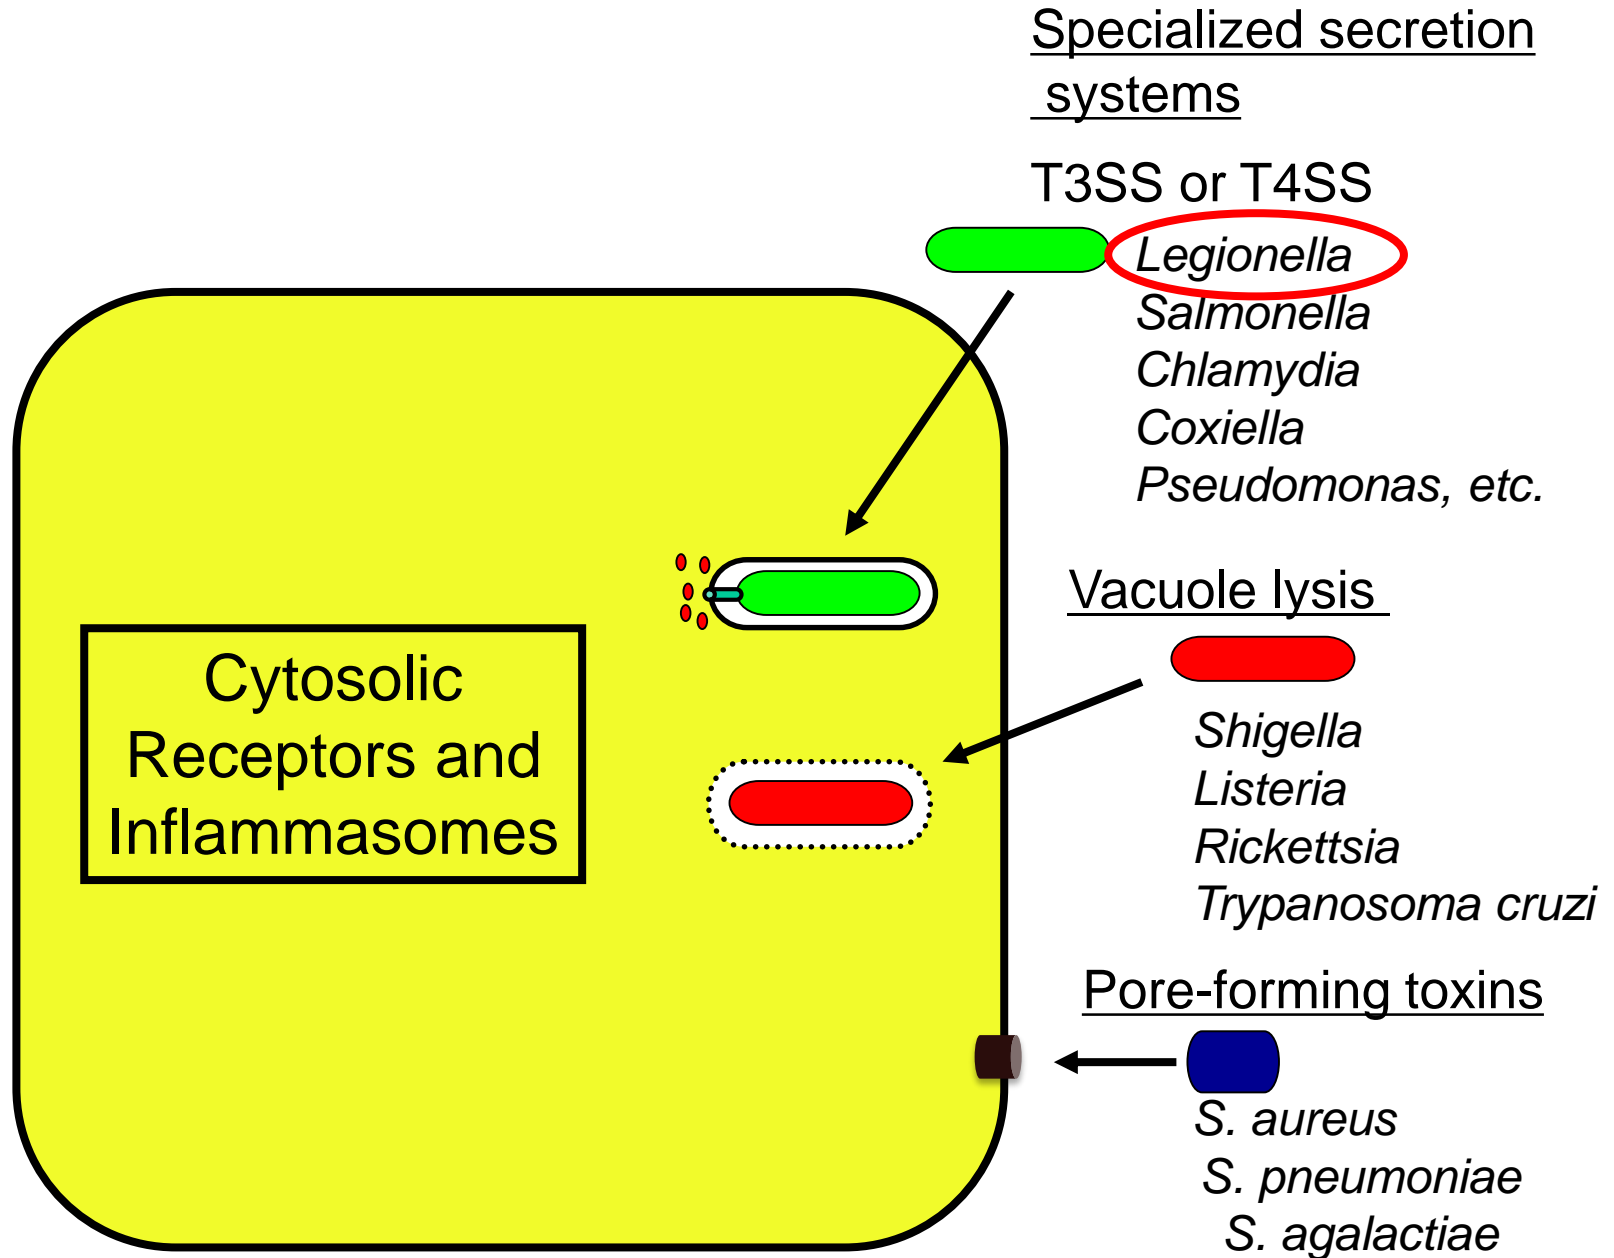 Specialized secretion
systems
T3SS or T4SS
Legionella
Salmonella
Chlamydia
Coxiella
Pseudomonas, etc.
Cytosolic
Receptors and
Inflammasomes
Vacuole lysis
Shigella
Listeria
Rickettsia
Trypanosoma cruzi
Pore-forming toxins
S. aureus
S. pneumoniae
S. agalactiae